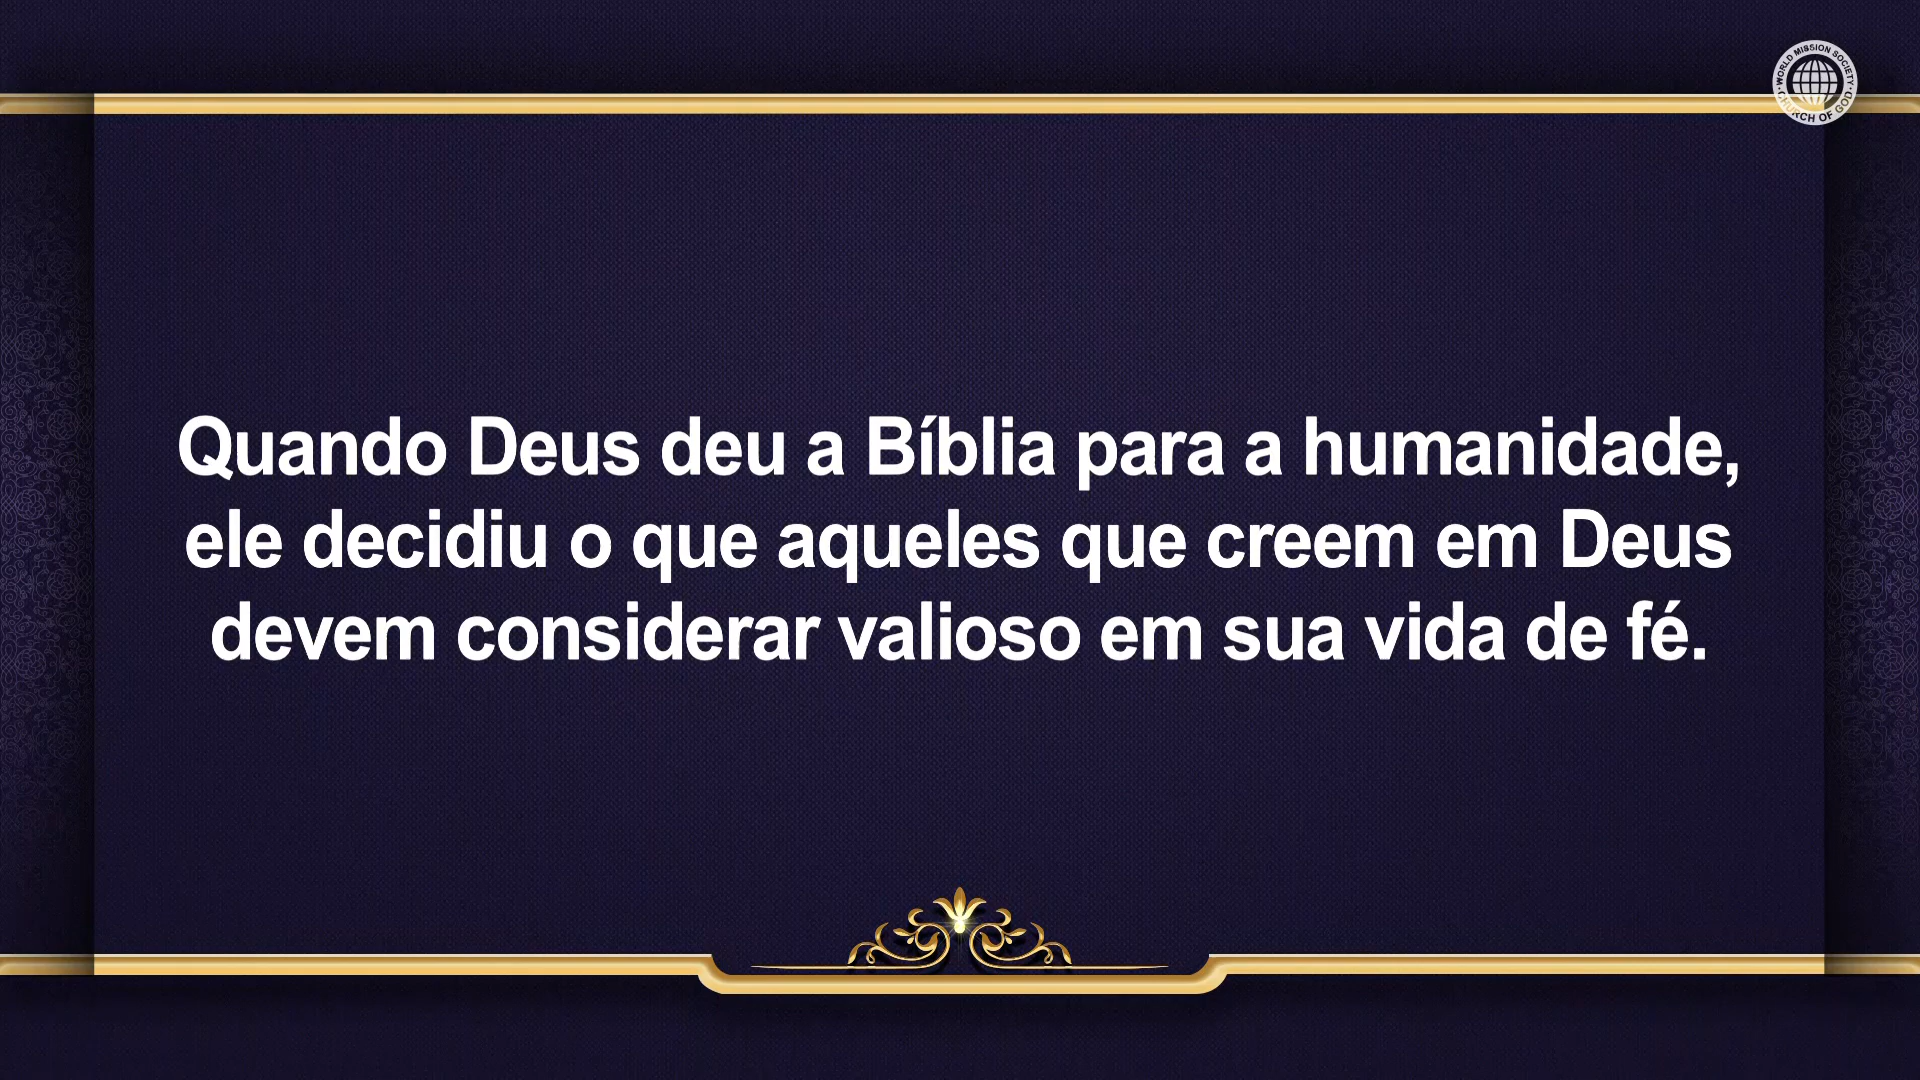 WORLD MISSION SOCIETY
CHURCH OF GOD
Quando Deus deu a Bíblia para a humanidade,
ele decidiu o que aqueles que creem em Deus
devem considerar valioso em sua vida de fé.